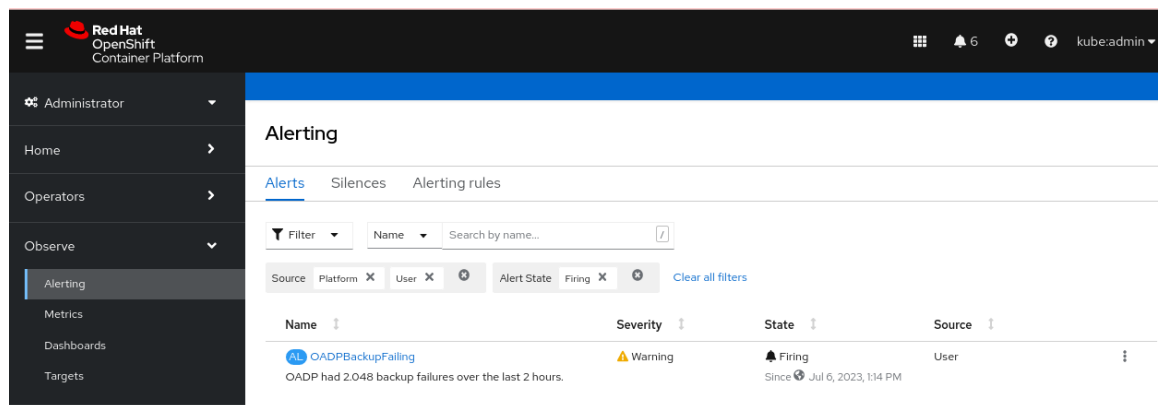 Red Hat
OpenShift
Container Platform
6
kube:admin
Administrator
Home
Operators
Observe
Alerting
Metrics
Dashboards
Targets
Alerting
Alerts Silences Alerting rules
Filter Name Search by name... /
Source Platform User Alert State Firing Clear all filters
Name Severity State Source
AL OADPBackupFailing Warning Firing User
OADP had 2.048 backup failures over the last 2 hours. Since Jul 6, 2023, 1:14 PM